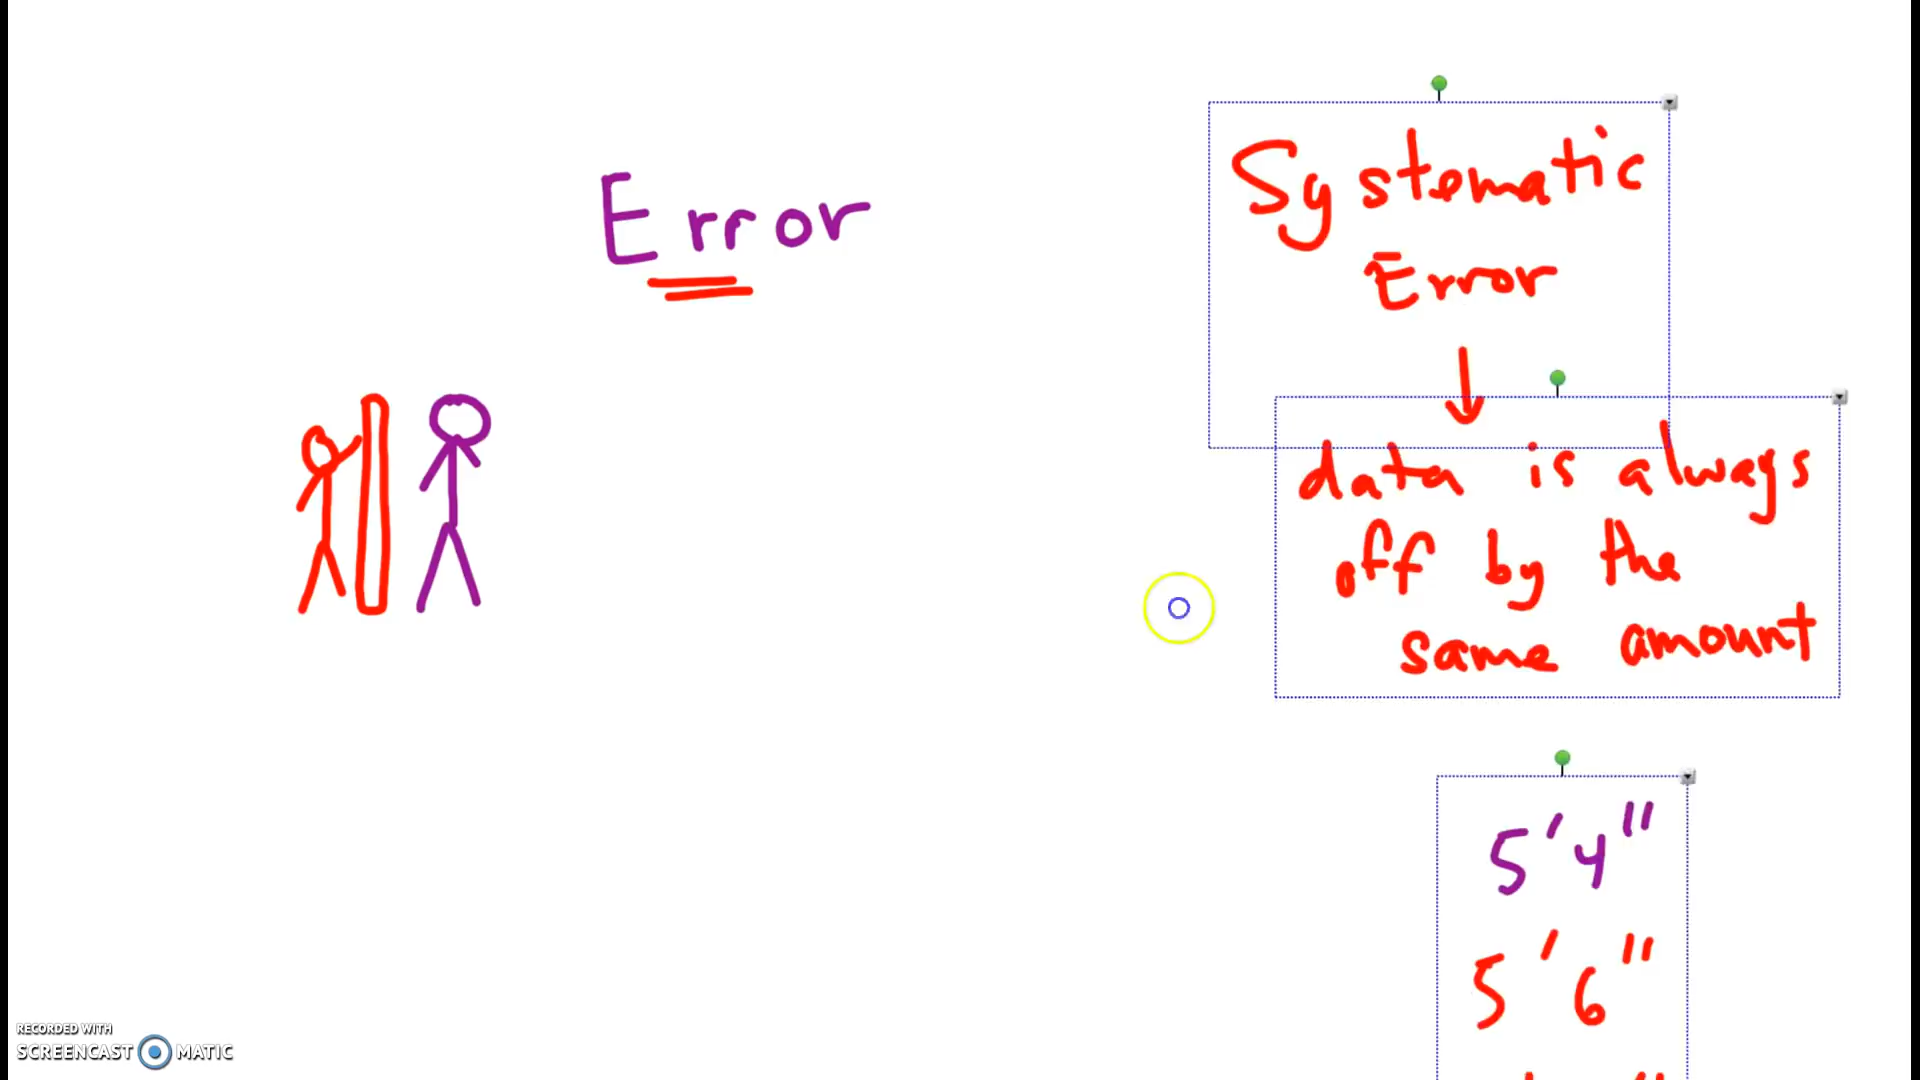 Error
Systematic
Error
data is always
off by the
same amount
5'4"
5'6"
RECORDED WITH
SCREENCAST MATIC